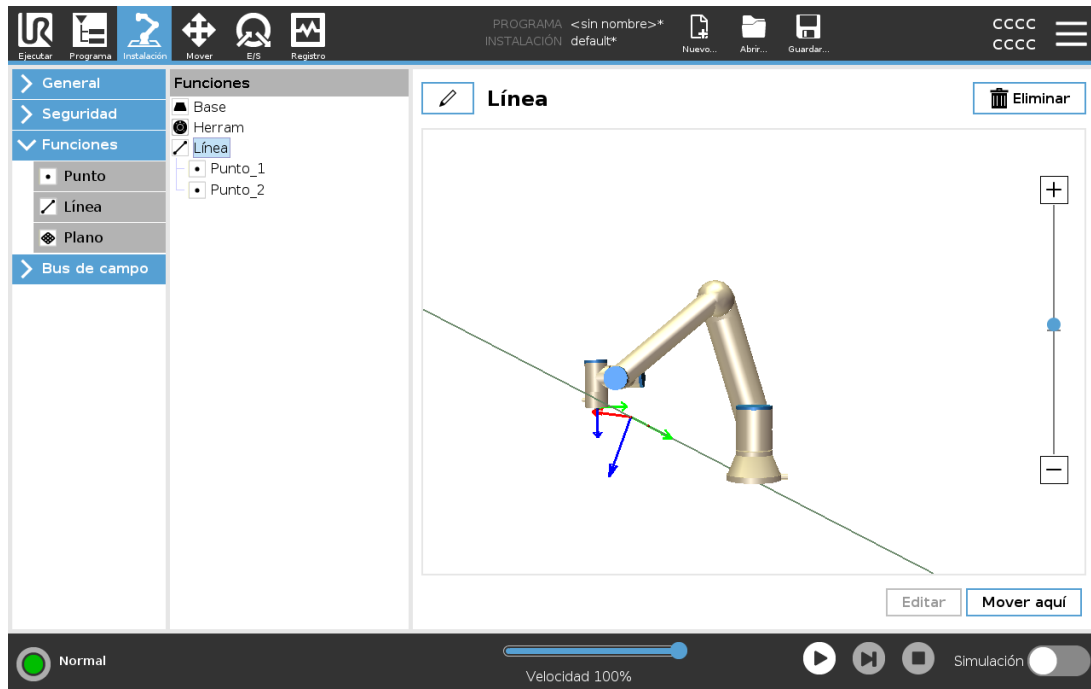 Ejecutar
Programa
Instalación
Mover
E/S
Registro
PROGRAMA <sin nombre>*
INSTALACIÓN default*
Nuevo...
Abrir...
Guardar...
CCCC
CCCC
General
Seguridad
Funciones
Punto
Línea
Plano
Bus de campo
Funciones
Base
Herram
Línea
Punto_1
Punto_2
Línea
Eliminar
Editar
Mover aquí
Normal
Velocidad 100%
Simulación